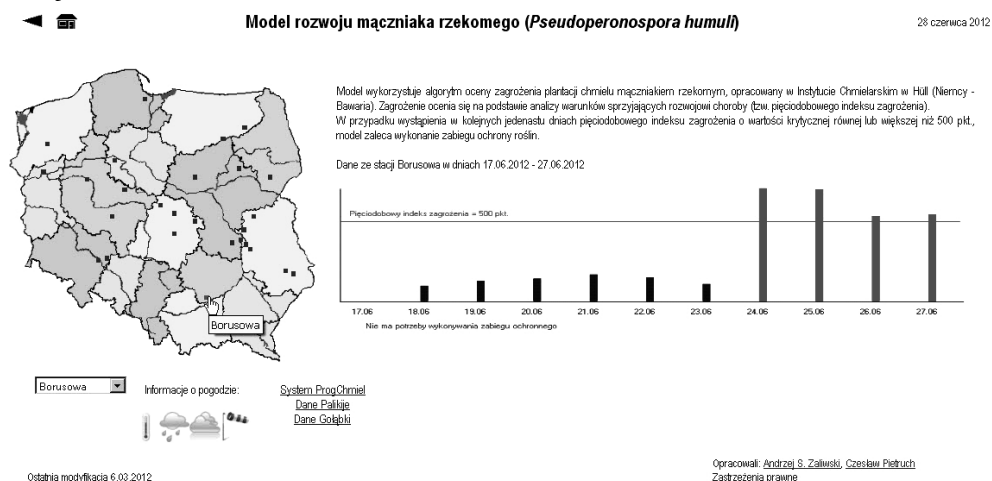 Model rozwoju mączniaka rzekomego (Pseudoperonospora humuli)
28 czerwca 2012
Model wykorzystuje algorytm oceny zagrożenia plantacji chmielu mączniakiem rzekomym, opracowany w Instytucie Chmielarskim w Hüll (Niemcy -
Bawaria). Zagrożenie ocenia się na podstawie analizy warunków sprzyjających rozwojowi choroby (tzw. pięciodobowego indeksu zagrożenia).
W przypadku wystąpienia w kolejnych jedenastu dniach pięciodobowego indeksu zagrożenia o wartości krytycznej równej lub większej niż 500 pkt.,
model zaleca wykonanie zabiegu ochrony roślin.
Dane ze stacji Borusowa w dniach 17.06.2012 - 27.06.2012
Pięciodobowy indeks zagrożenia = 500 pkt.
17.06 18.06 19.06 20.06 21.06 22.06 23.06 24.06 25.06 26.06 27.06
Nie ma potrzeby wykonywania zabiegu ochronnego
Borusowa
Borusowa
Informacje o pogodzie:
System ProgChmiel
Dane Palikije
Dane Gołąbki
Opracowali: Andrzej S. Zaliwski, Czesław Pietruch
Zastrzeżenia prawne
Ostatnia modyfikacja 6.03.2012